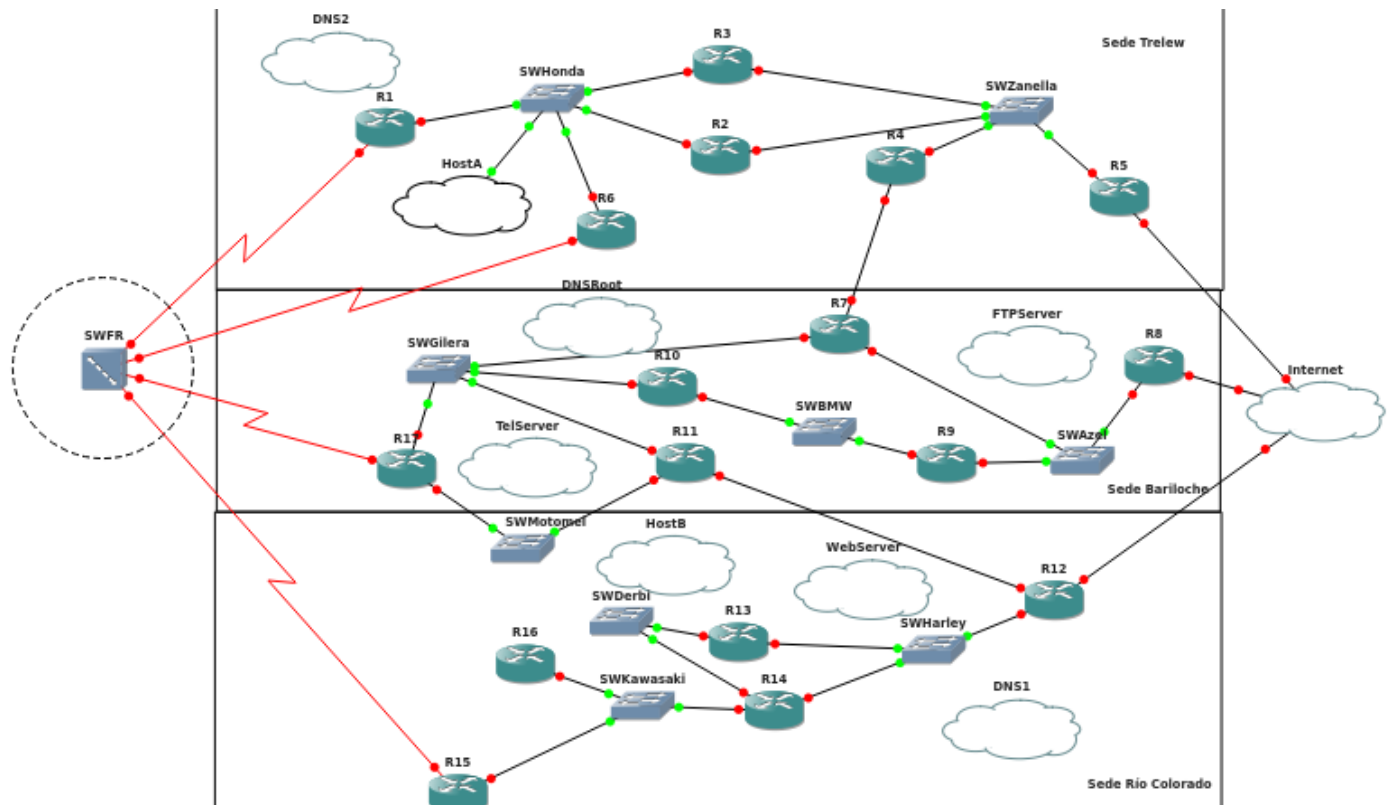 DNS2
R3
Sede Trelew
SWHonda
SWZanella
R1
R2
R4
HostA
R5
R6
DNSRoot
R7
FTPServer
SWFR
SWGilera
R10
R8
Internet
SWBMW
TelServer
R11
R9
SWAzel
R17
Sede Bariloche
SWMotomel
HostB
WebServer
R12
SWDerbi
R13
SWHarley
R16
SWKawasaki
R14
DNS1
R15
Sede Río Colorado